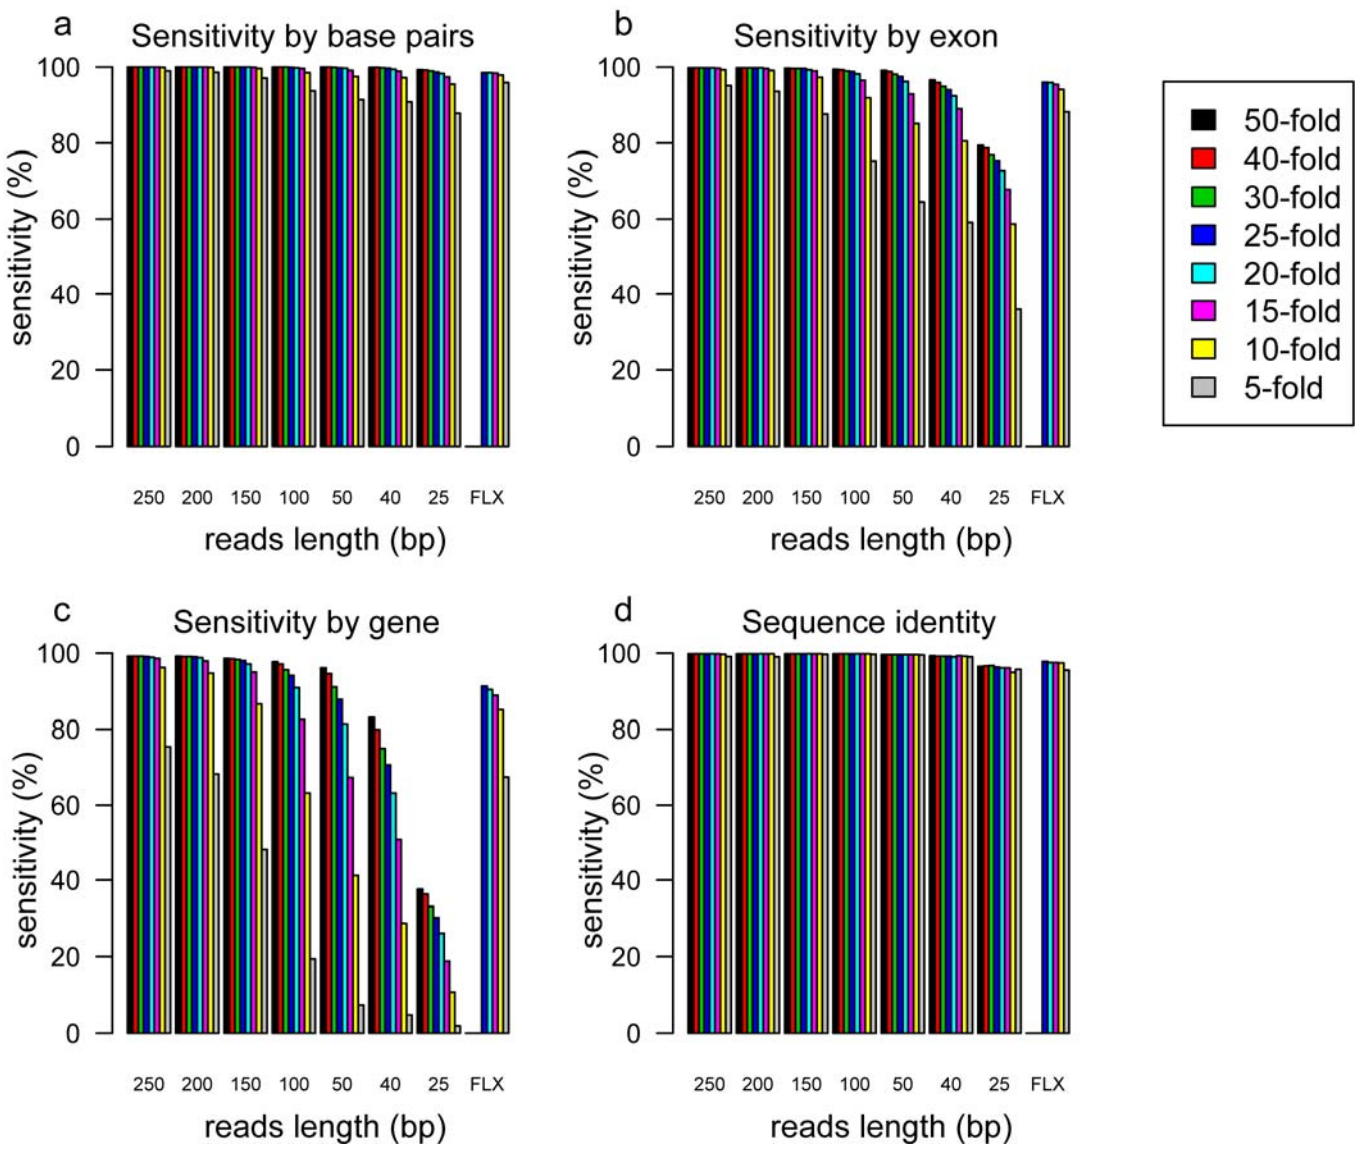 a
Sensitivity by base pairs
sensitivity (%)
100
80
60
40
20
0
250 200 150 100 50 40 25 FLX
reads length (bp)
b
Sensitivity by exon
sensitivity (%)
100
80
60
40
20
0
250 200 150 100 50 40 25 FLX
reads length (bp)
50-fold
40-fold
30-fold
25-fold
20-fold
15-fold
10-fold
5-fold
c
Sensitivity by gene
sensitivity (%)
100
80
60
40
20
0
250 200 150 100 50 40 25 FLX
reads length (bp)
d
Sequence identity
sensitivity (%)
100
80
60
40
20
0
250 200 150 100 50 40 25 FLX
reads length (bp)